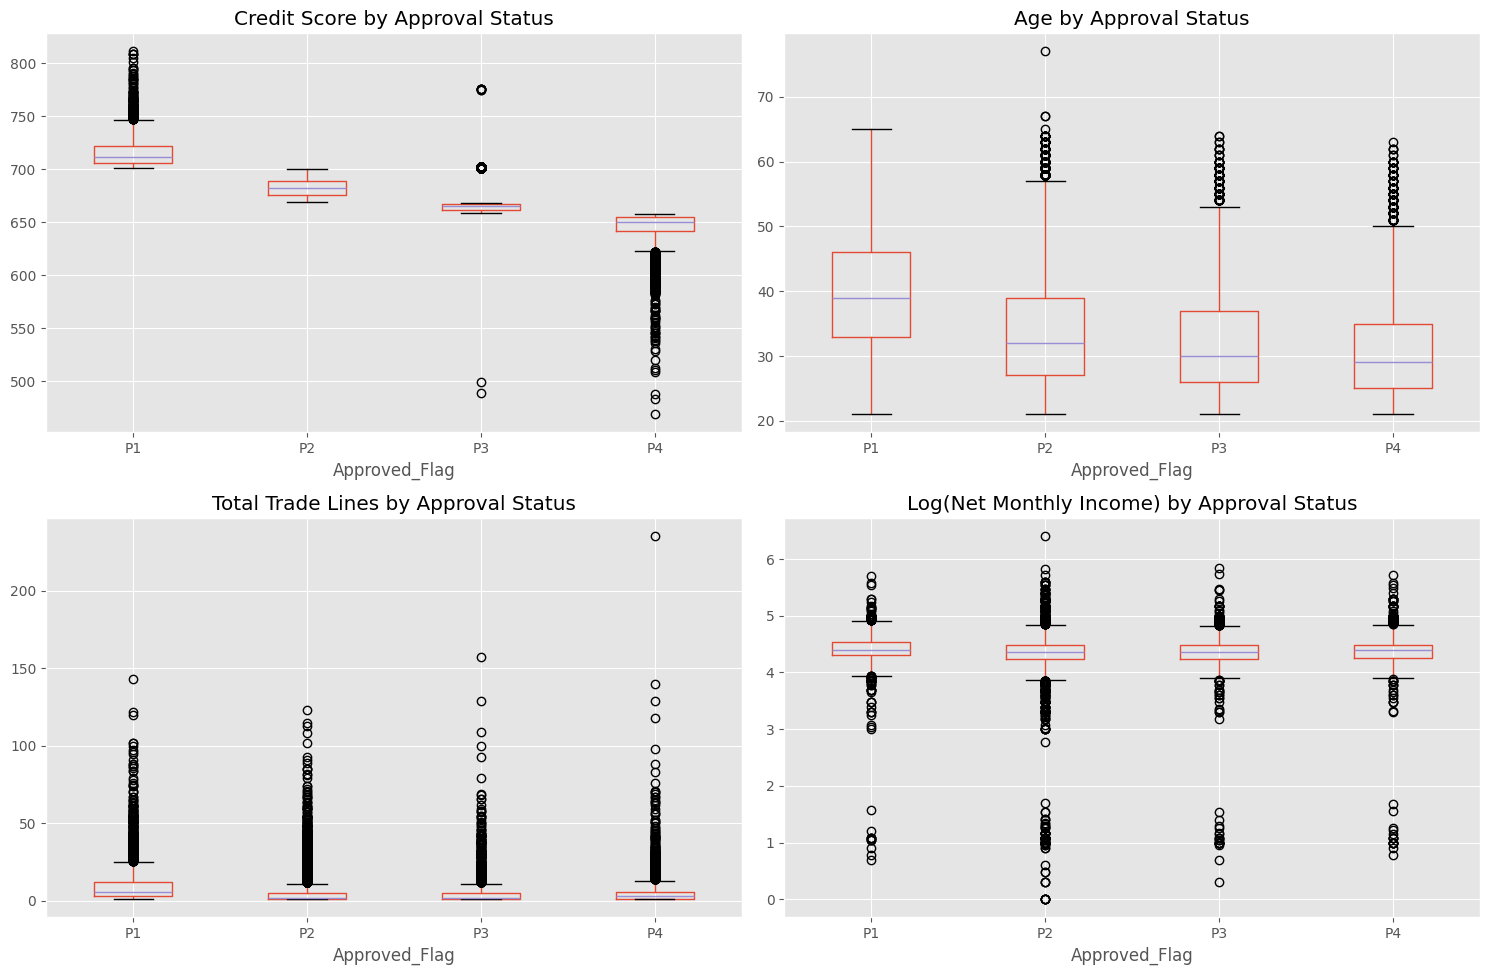 Credit Score by Approval Status
800
750
700
650
600
550
500
P1 P2 P3 P4
Approved_Flag
Age by Approval Status
70
60
50
40
30
20
P1 P2 P3 P4
Approved_Flag
Total Trade Lines by Approval Status
200
150
100
50
0
P1 P2 P3 P4
Approved_Flag
Log(Net Monthly Income) by Approval Status
6
5
4
3
2
1
0
P1 P2 P3 P4
Approved_Flag